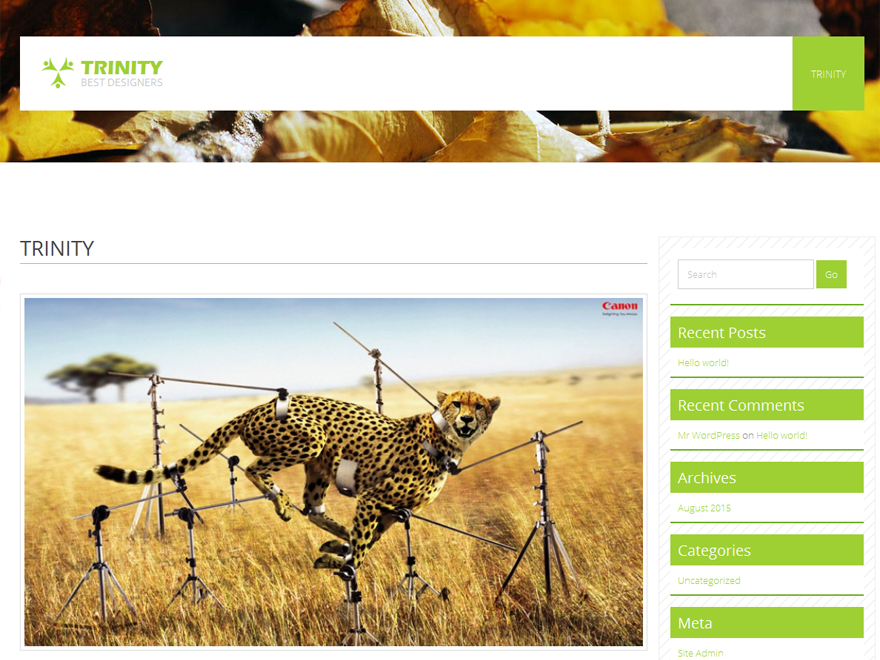 TRINITY
BEST DESIGNERS
TRINITY
TRINITY
Canon
Delighting You Always
Search
Go
Recent Posts
Hello world!
Recent Comments
Mr WordPress on Hello world!
Archives
August 2015
Categories
Uncategorized
Meta
Site Admin